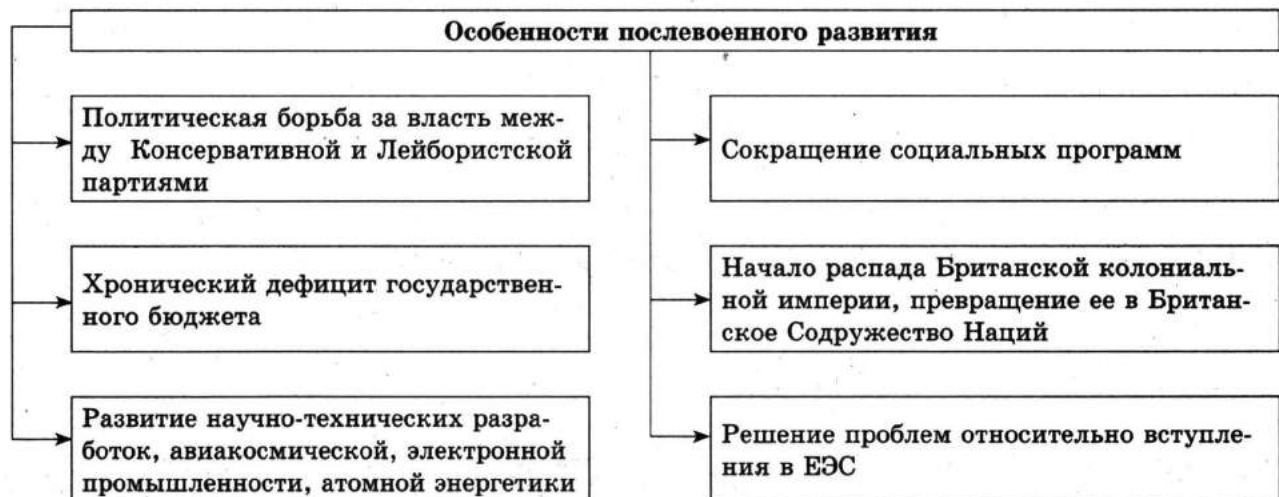 Особенности послевоенного развития
Политическая борьба за власть меж-
ду Консервативной и Лейбористской
партиями
Хронический дефицит государствен-
ного бюджета
Развитие научно-технических разра-
боток, авиакосмической, электронной
промышленности, атомной энергетики
Сокращение социальных программ
Начало распада Британской колониаль-
ной империи, превращение ее в Британ-
ское Содружество Наций
Решение проблем относительно вступле-
ния в ЕЭС